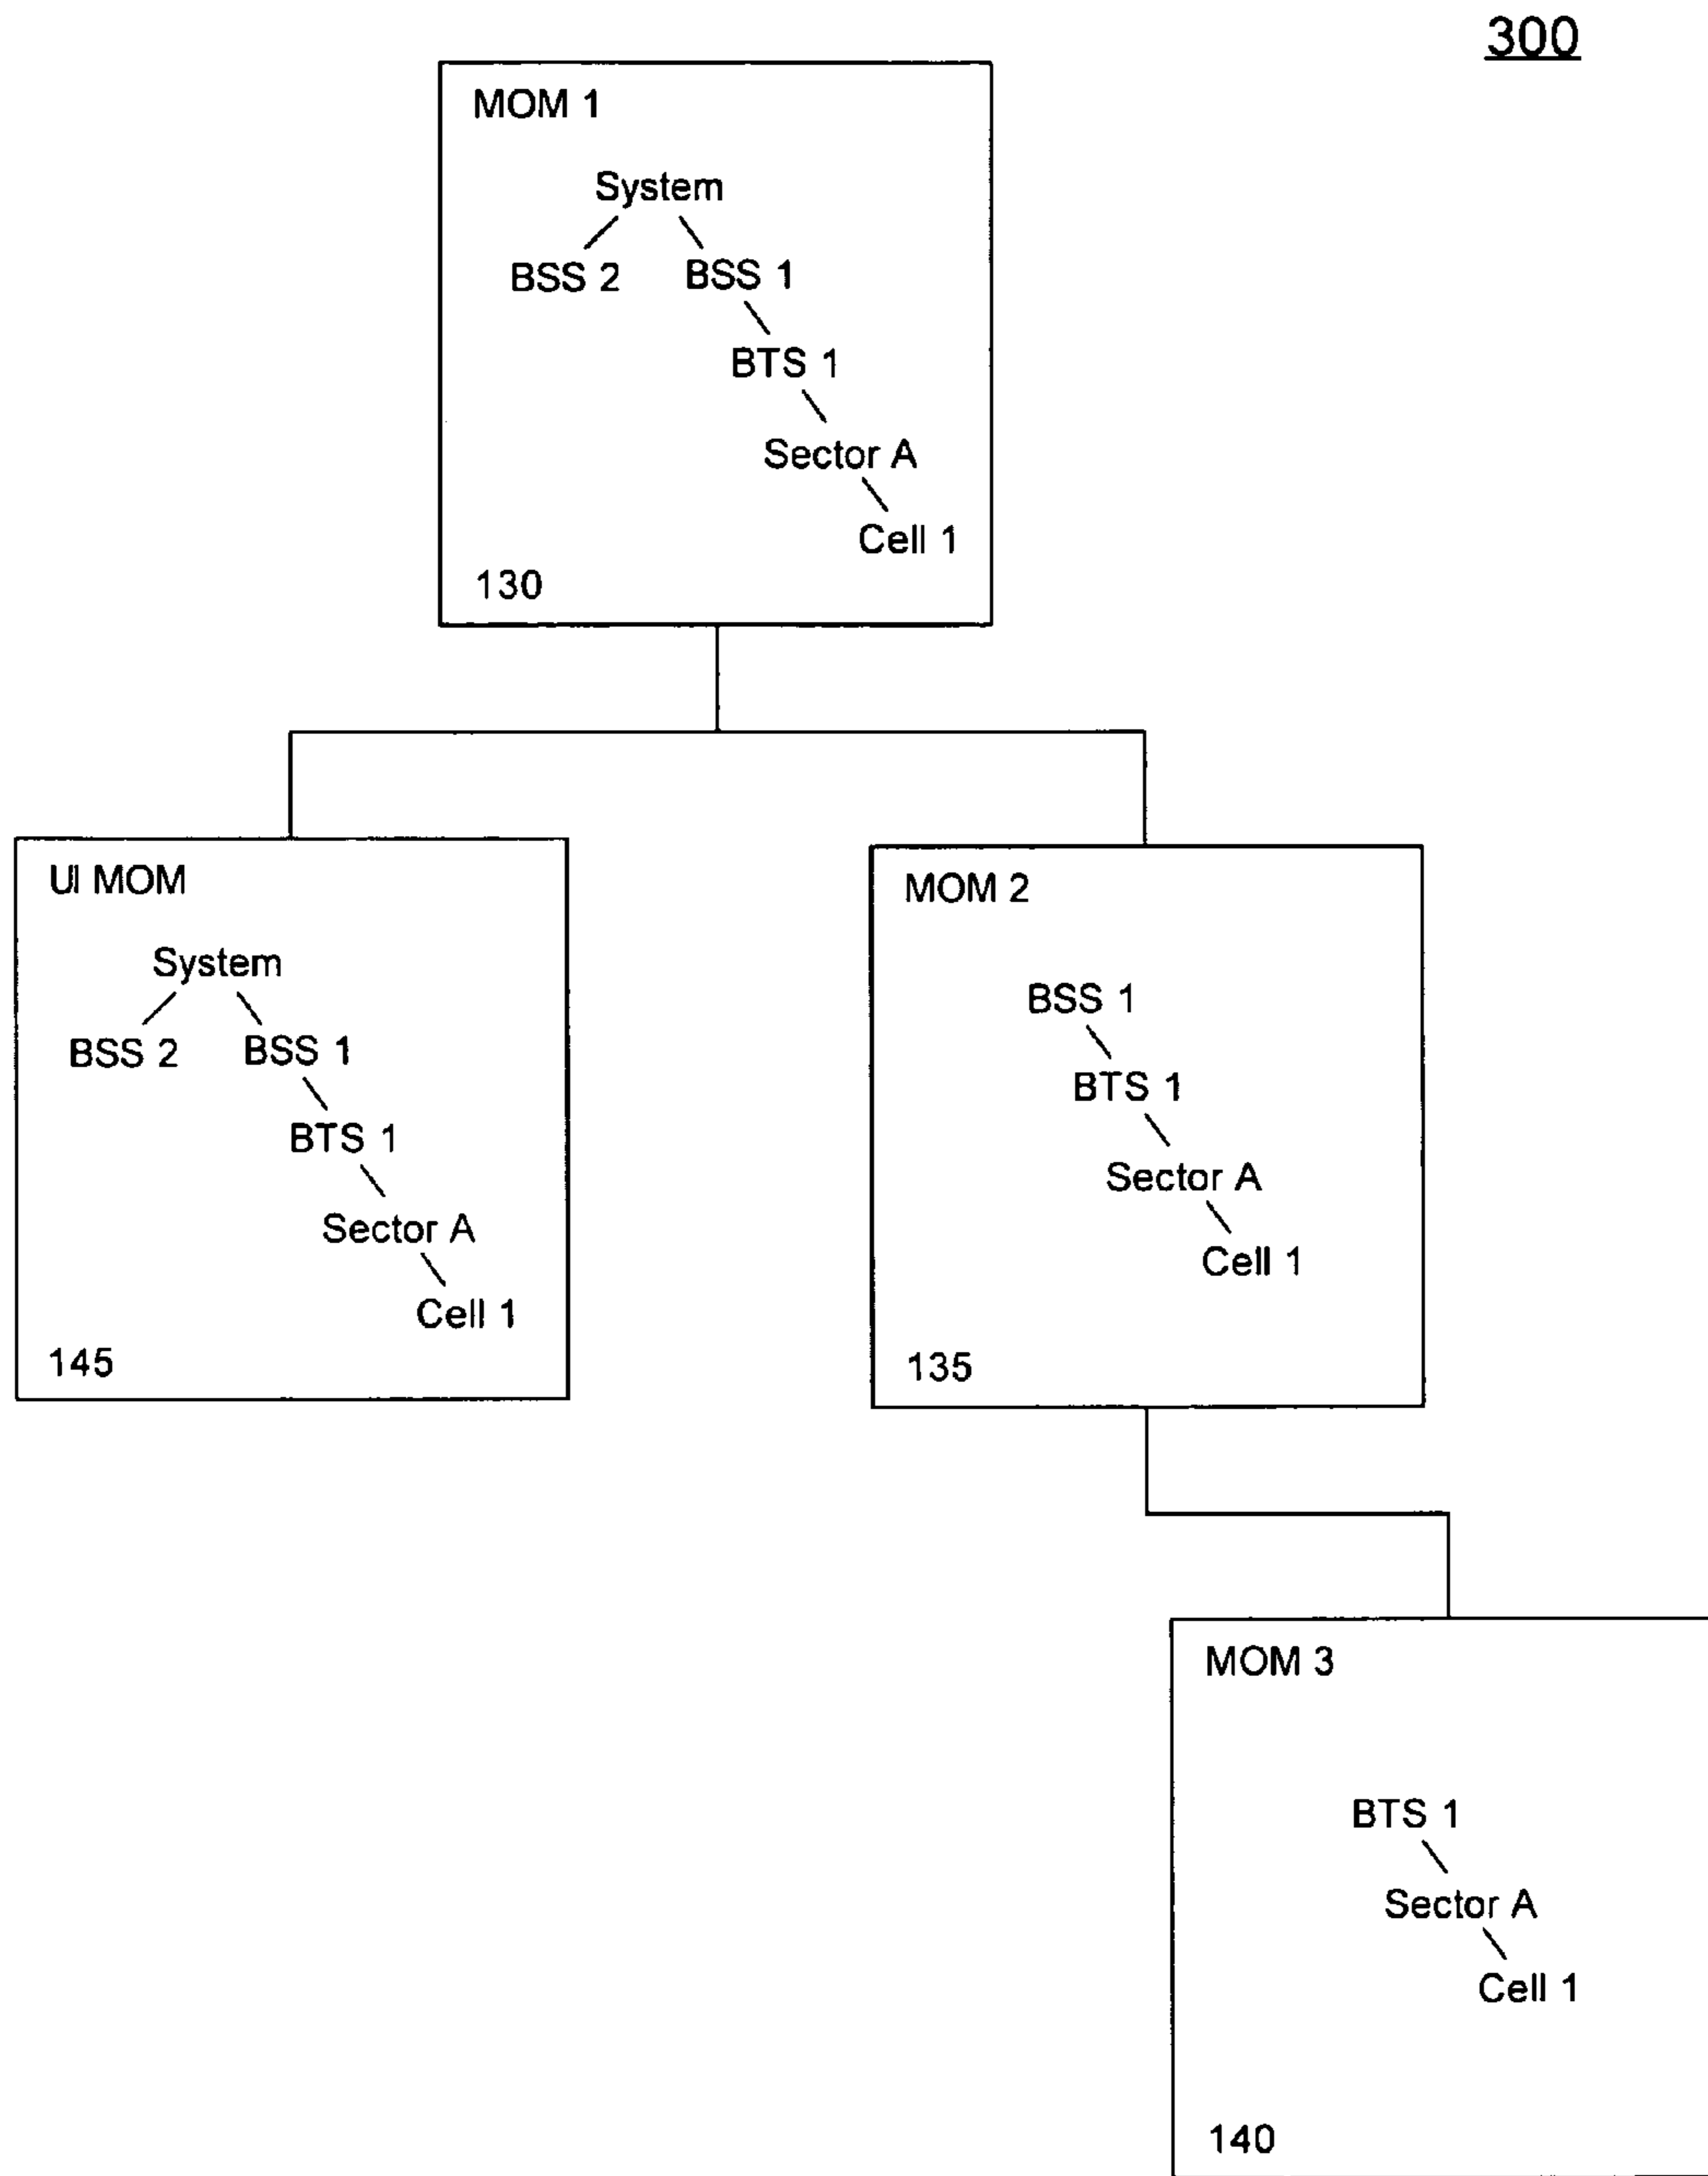 300
MOM 1
System
BSS 2 BSS 1
BTS 1
Sector A
Cell 1
130
UI MOM
System
BSS 2 BSS 1
BTS 1
Sector A
Cell 1
145
MOM 2
BSS 1
BTS 1
Sector A
Cell 1
135
MOM 3
BTS 1
Sector A
Cell 1
140